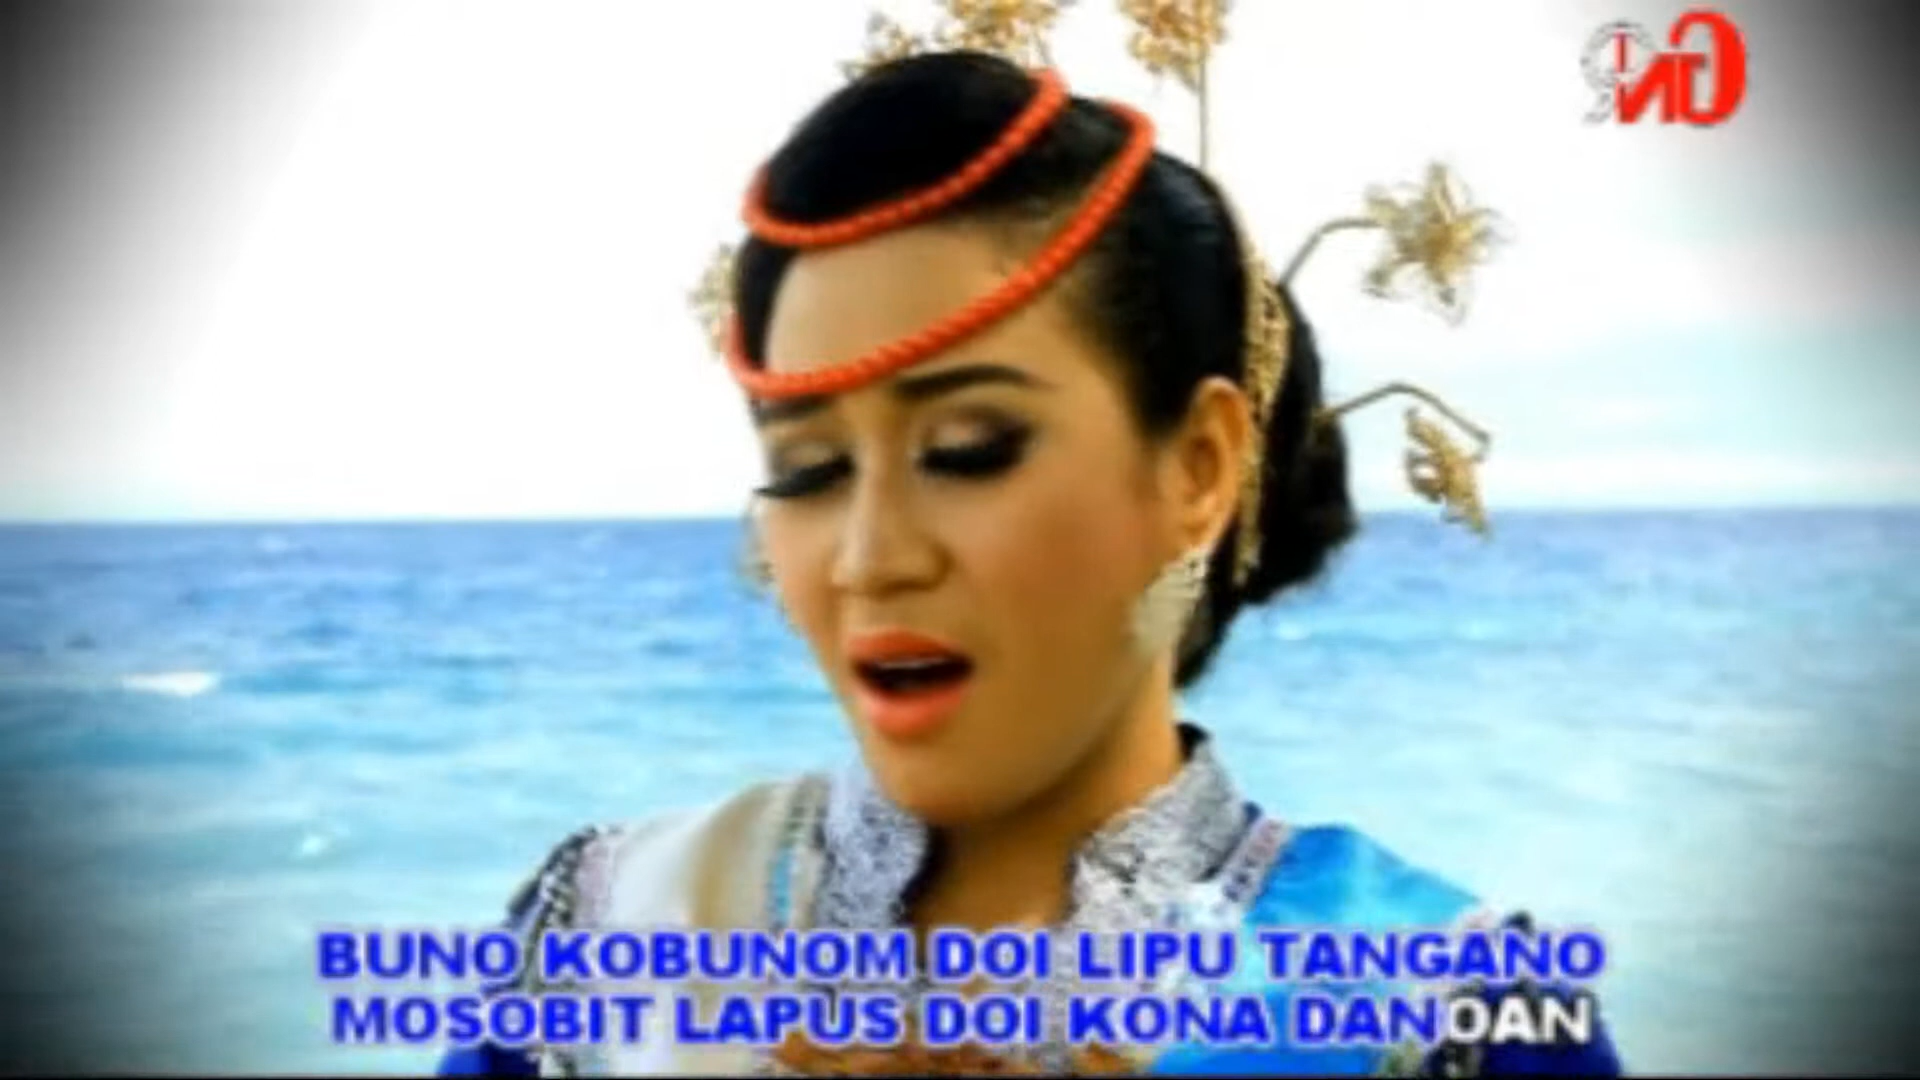 BUNO KOBUNOM DOI LIPU TANGANO
MOSOBIT LAPUS DOI KONA DANOAN